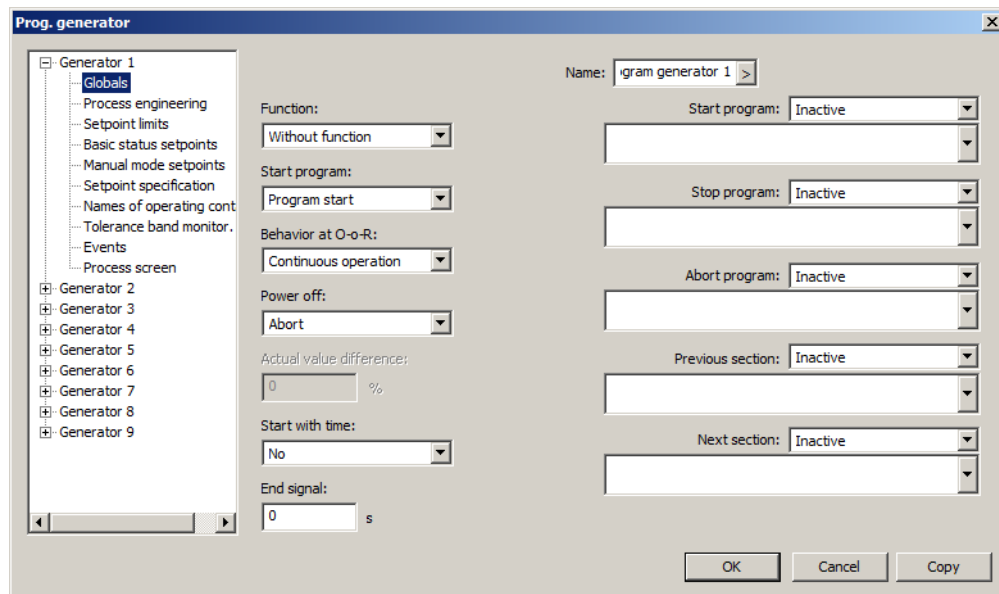 Prog. generator
Generator 1
Globals
Process engineering
Setpoint limits
Basic status setpoints
Manual mode setpoints
Setpoint specification
Names of operating cont
Tolerance band monitor.
Events
Process screen
Generator 2
Generator 3
Generator 4
Generator 5
Generator 6
Generator 7
Generator 8
Generator 9
Name: gram generator 1 >
Function:
Without function
Start program:
Program start
Behavior at O-o-R:
Continuous operation
Power off:
Abort
Actual value difference:
0 %
Start with time:
No
End signal:
0 s
Start program: Inactive
Stop program: Inactive
Abort program: Inactive
Previous section: Inactive
Next section: Inactive
OK Cancel Copy